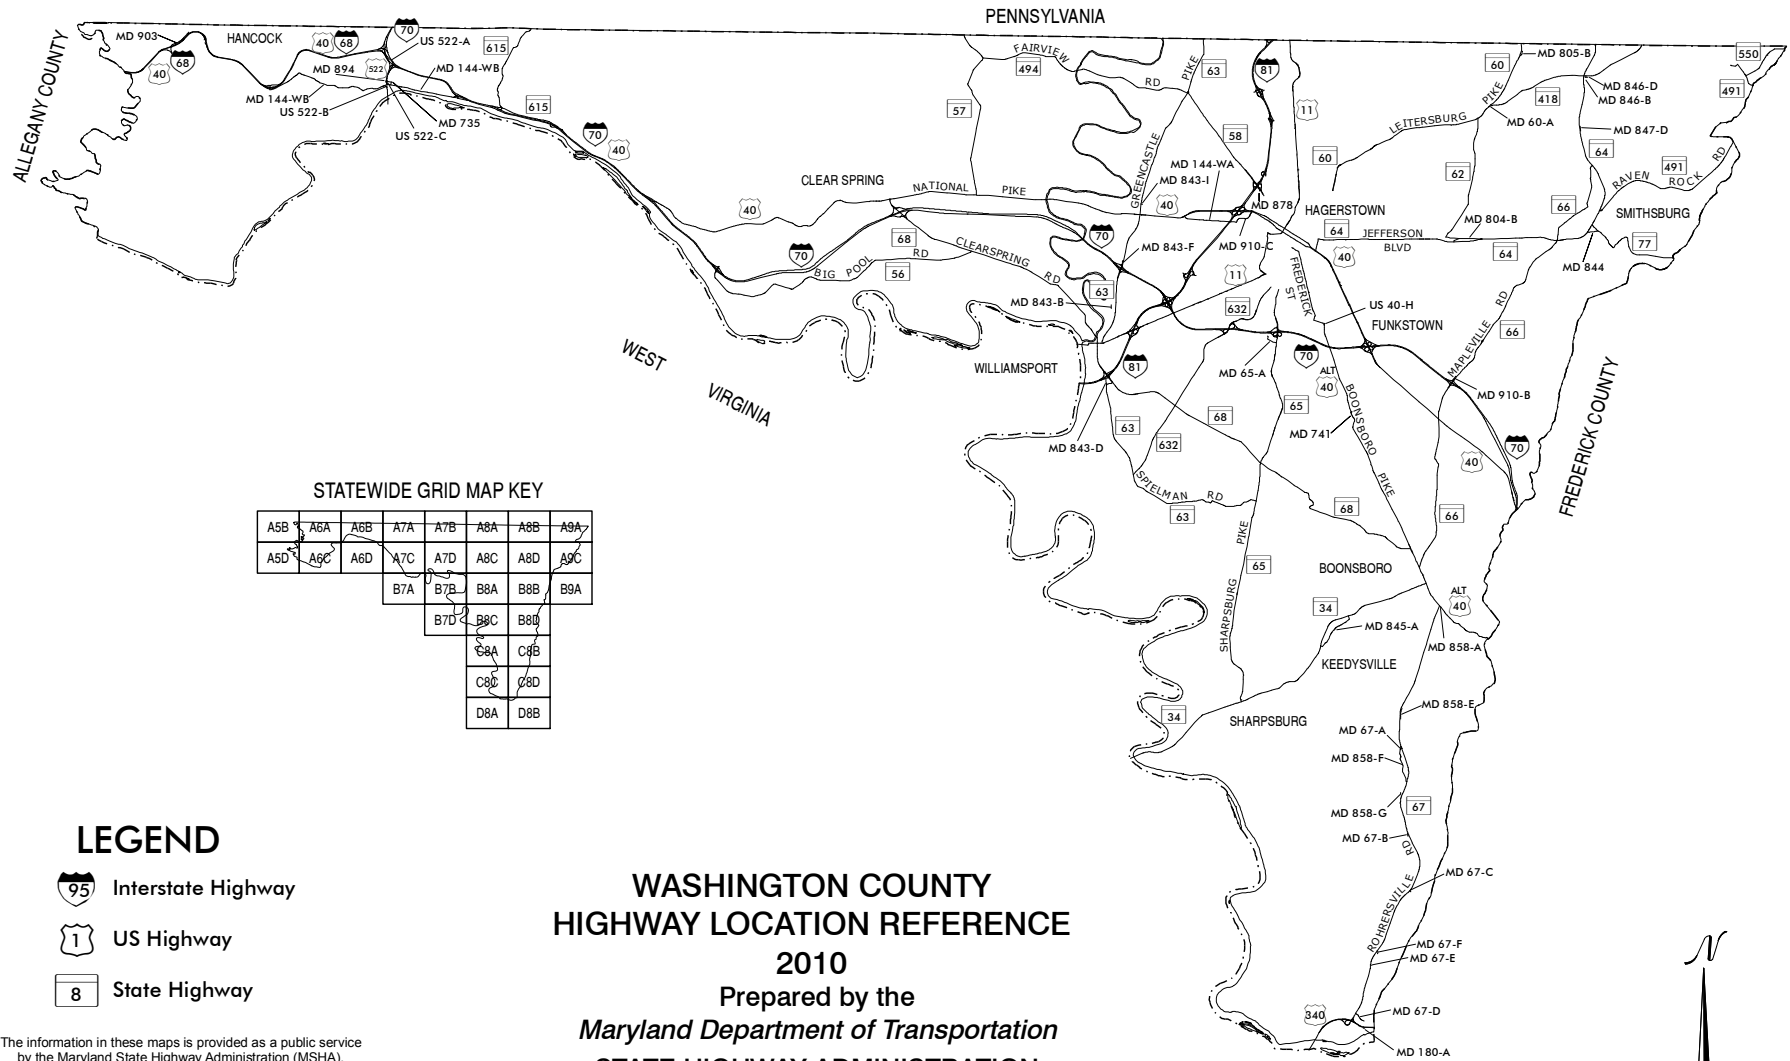 PENNSYLVANIA
ALLEGANY COUNTY
MD 903
HANCOCK
40
68
70
US 522-A
615
40
68
MD 894
522
MD 144-WB
MD 144-WB
US 522-B
MD 735
US 522-C
615
70
40
FAIRVIEW
494
RD
PIKE
63
81
11
60
MD 805-B
550
57
PIKE
418
MD 846-D
MD 846-B
491
58
LEITERSBURG
MD 60-A
MD 847-D
GREENCASTLE
MD 144-WA
60
62
64
491
RAVEN ROCK RD
CLEAR SPRING
NATIONAL PIKE
MD 843-I
40
MD 878
HAGERSTOWN
MD 804-B
66
SMITHSBURG
40
68
CLEARSPRING RD
70
MD 843-F
MD 910-C
64
JEFFERSON
BLVD
40
64
MD 844
77
70
BIG POOL RD
56
11
FREDERICK ST
MD 843-B
63
632
US 40-H
FUNKSTOWN
MAPLEVILLE RD
66
WEST VIRGINIA
WILLIAMSPORT
81
MD 65-A
70
ALT
40
MD 910-B
FREDERICK COUNTY
65
BOONSBORO PIKE
68
MD 741
63
632
MD 843-D
40
70
SPIELMAN RD
63
68
66
SHARPSBURG PIKE
65
BOONSBORO
ALT
40
34
MD 845-A
MD 858-A
KEEDYSVILLE
34
SHARPSBURG
MD 858-E
MD 67-A
MD 858-F
MD 858-G
67
MD 67-B
ROHRERSVILLE RD
MD 67-C
MD 67-F
MD 67-E
340
MD 67-D
MD 180-A
STATEWIDE GRID MAP KEY
A5B A6A A6B A7A A7B A8A A8B A9A
A5D A6C A6D A7C A7D A8C A8D A9C
B7A B7B B8A B8B B9A
B7D B8C B8D
C8A C8B
C8C C8D
D8A D8B
LEGEND
95 Interstate Highway
1 US Highway
8 State Highway
The information in these maps is provided as a public service
by the Maryland State Highway Administration (MSHA).
WASHINGTON COUNTY
HIGHWAY LOCATION REFERENCE
2010
Prepared by the
Maryland Department of Transportation
STATE HIGHWAY ADMINISTRATION
N